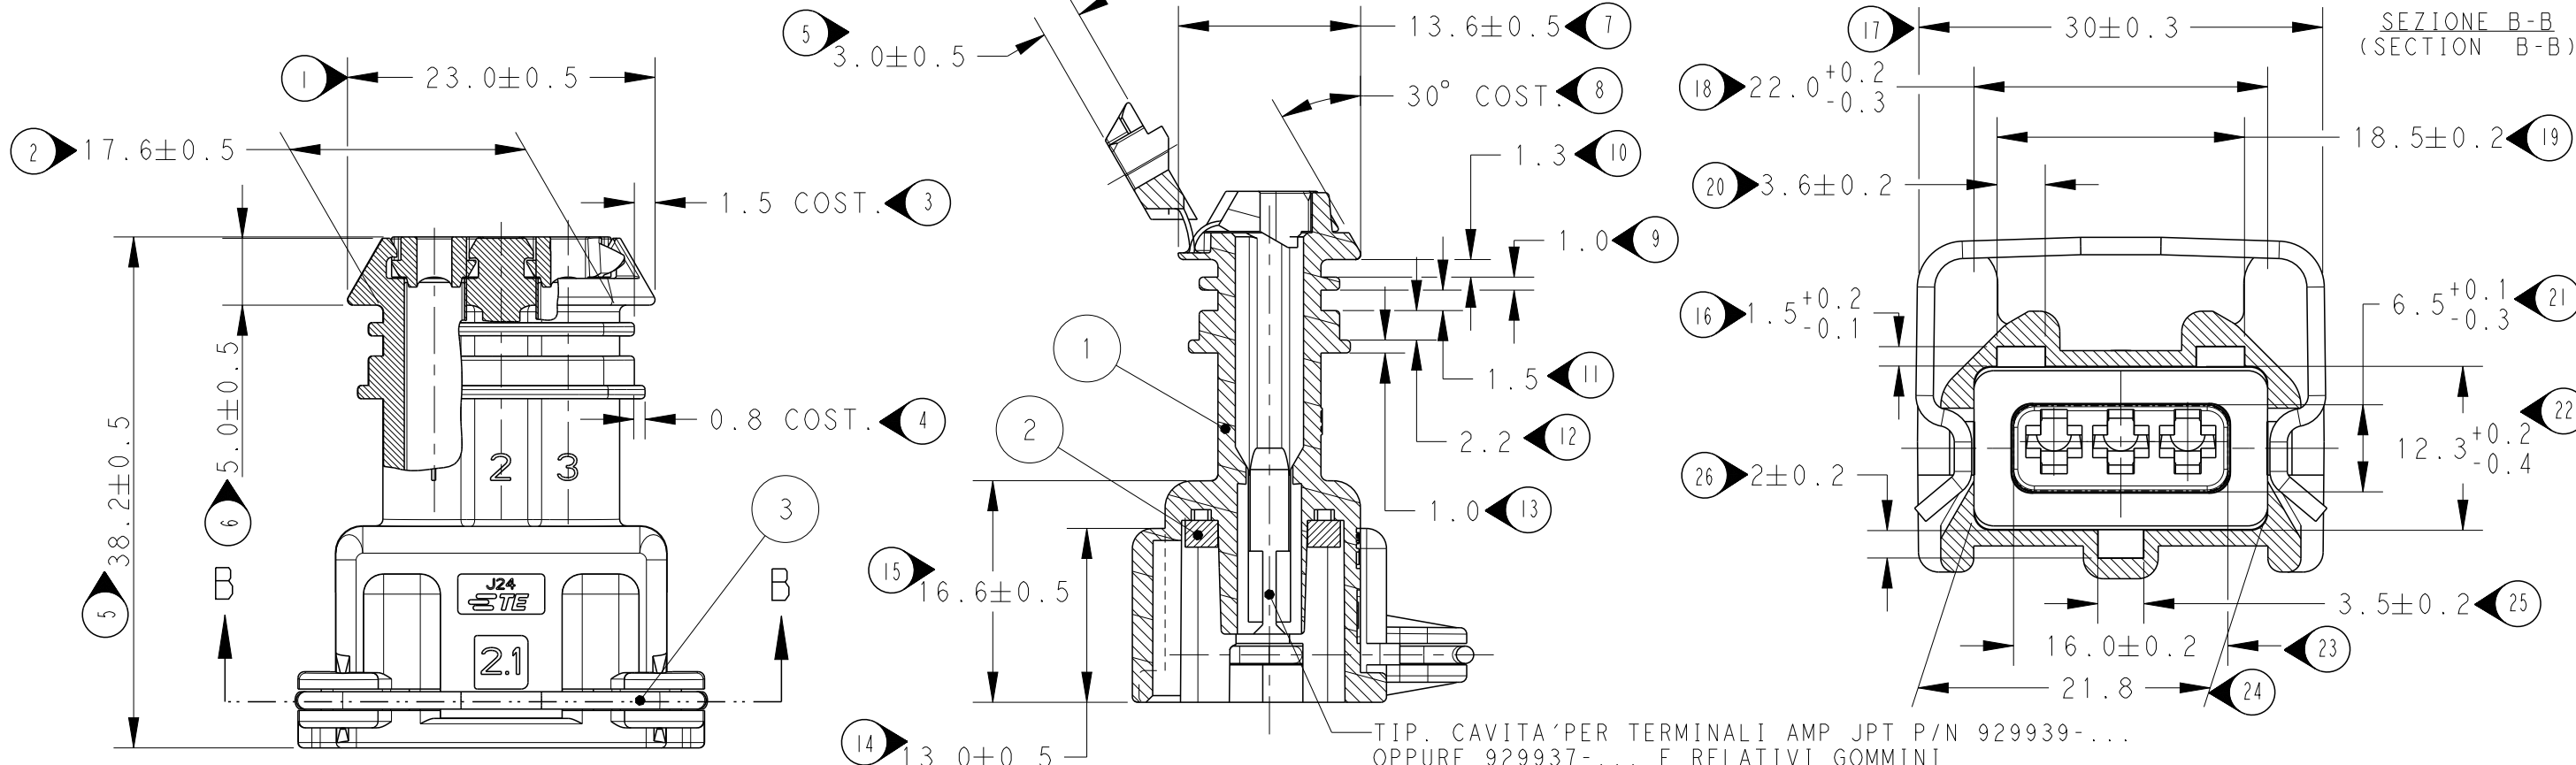 1 23.0±0.5
2 17.6±0.5
1.5 COST. 3
0.8 COST. 4
5.0±0.5 6
38.2±0.5 5
2 3
J24
TE
2.1
B B
3
5 3.0±0.5
13.6±0.5 7
30° COST. 8
1.3 10
1.0 9
1.5 11
2.2 12
1.0 13
1
2
15 16.6±0.5
14 13.0±0.5
TIP. CAVITA'PER TERMINALI AMP JPT P/N 929939-...
OPPURE 929937-... E RELATIVI GOMMINI
SEZIONE B-B
(SECTION B-B)
17 30±0.3
18 22.0 +0.2 -0.3
18.5±0.2 19
20 3.6±0.2
16 1.5 +0.2 -0.1
6.5 +0.1 -0.3 21
12.3 +0.2 -0.4 22
26 2±0.2
3.5±0.2 25
16.0±0.2 23
21.8 24